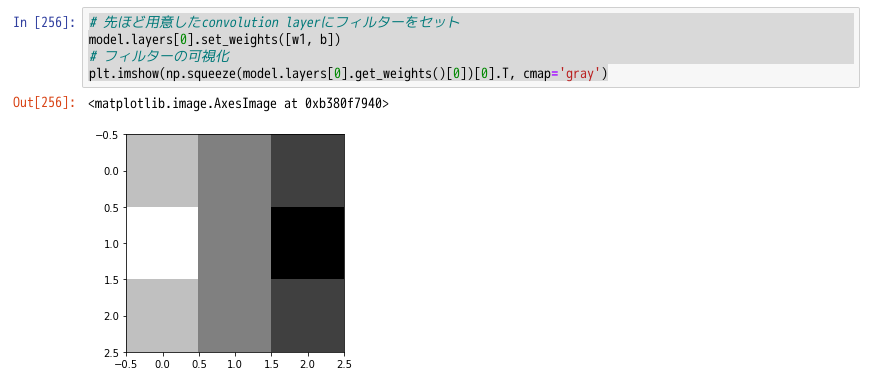 In [256]: # 先ほど用意したconvolution layerにフィルターをセット
model.layers[0].set_weights([w1, b])
# フィルターの可視化
plt.imshow(np.squeeze(model.layers[0].get_weights()[0])[0].T, cmap='gray')
Out[256]: <matplotlib.image.AxesImage at 0xb380f7940>
−0.5
0.0
0.5
1.0
1.5
2.0
2.5
−0.5 0.0 0.5 1.0 1.5 2.0 2.5